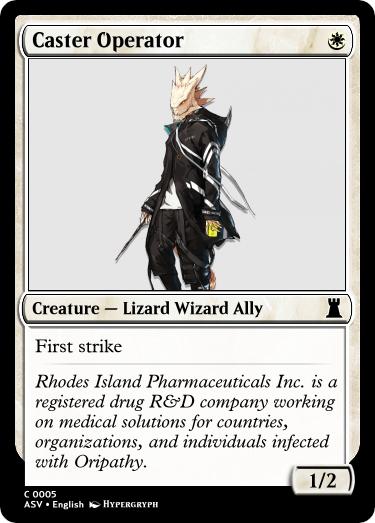 Caster Operator
Creature — Lizard Wizard Ally
First strike
Rhodes Island Pharmaceuticals Inc. is a
registered drug R&D company working
on medical solutions for countries,
organizations, and individuals infected
with Oripathy.
1/2
C 0005
ASV • English HYPERGRYPH